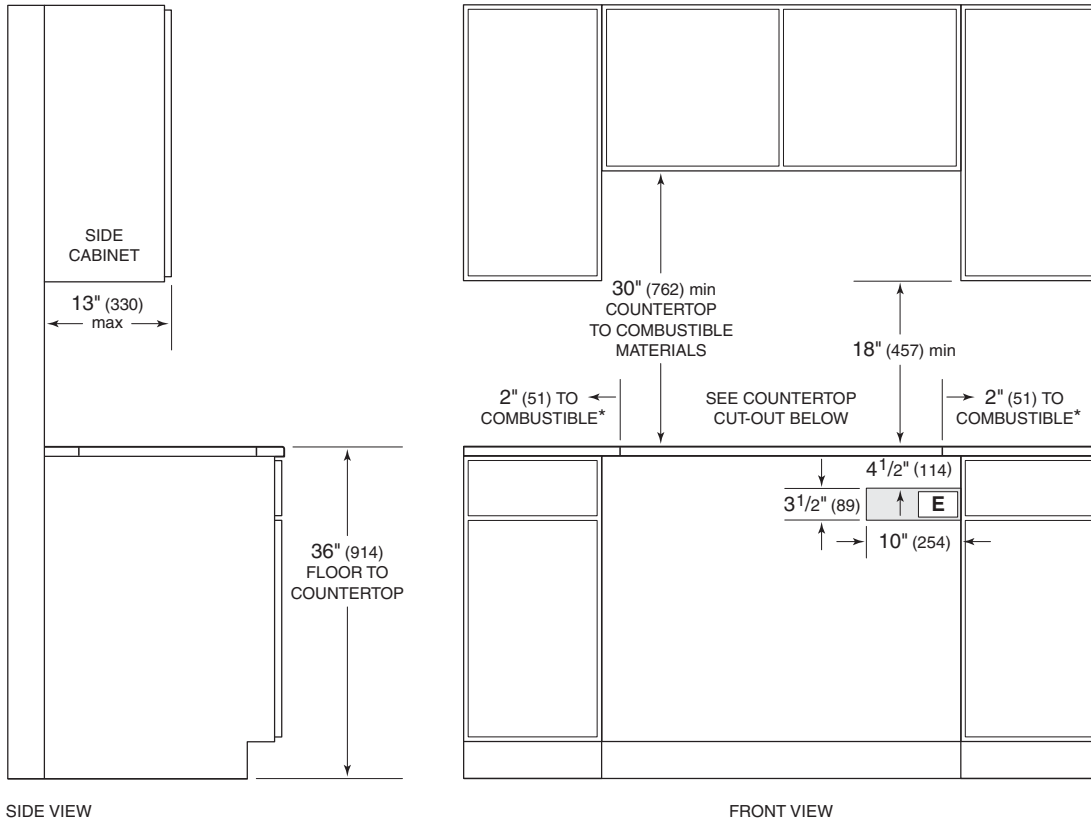 SIDE
CABINET
13" (330)
max
36" (914)
FLOOR TO
COUNTERTOP
SIDE VIEW
30" (762) min
COUNTERTOP
TO COMBUSTIBLE
MATERIALS
18" (457) min
2" (51) TO
COMBUSTIBLE*
SEE COUNTERTOP
CUT-OUT BELOW
2" (51) TO
COMBUSTIBLE*
4 1/2" (114)
3 1/2" (89)
E
10" (254)
FRONT VIEW